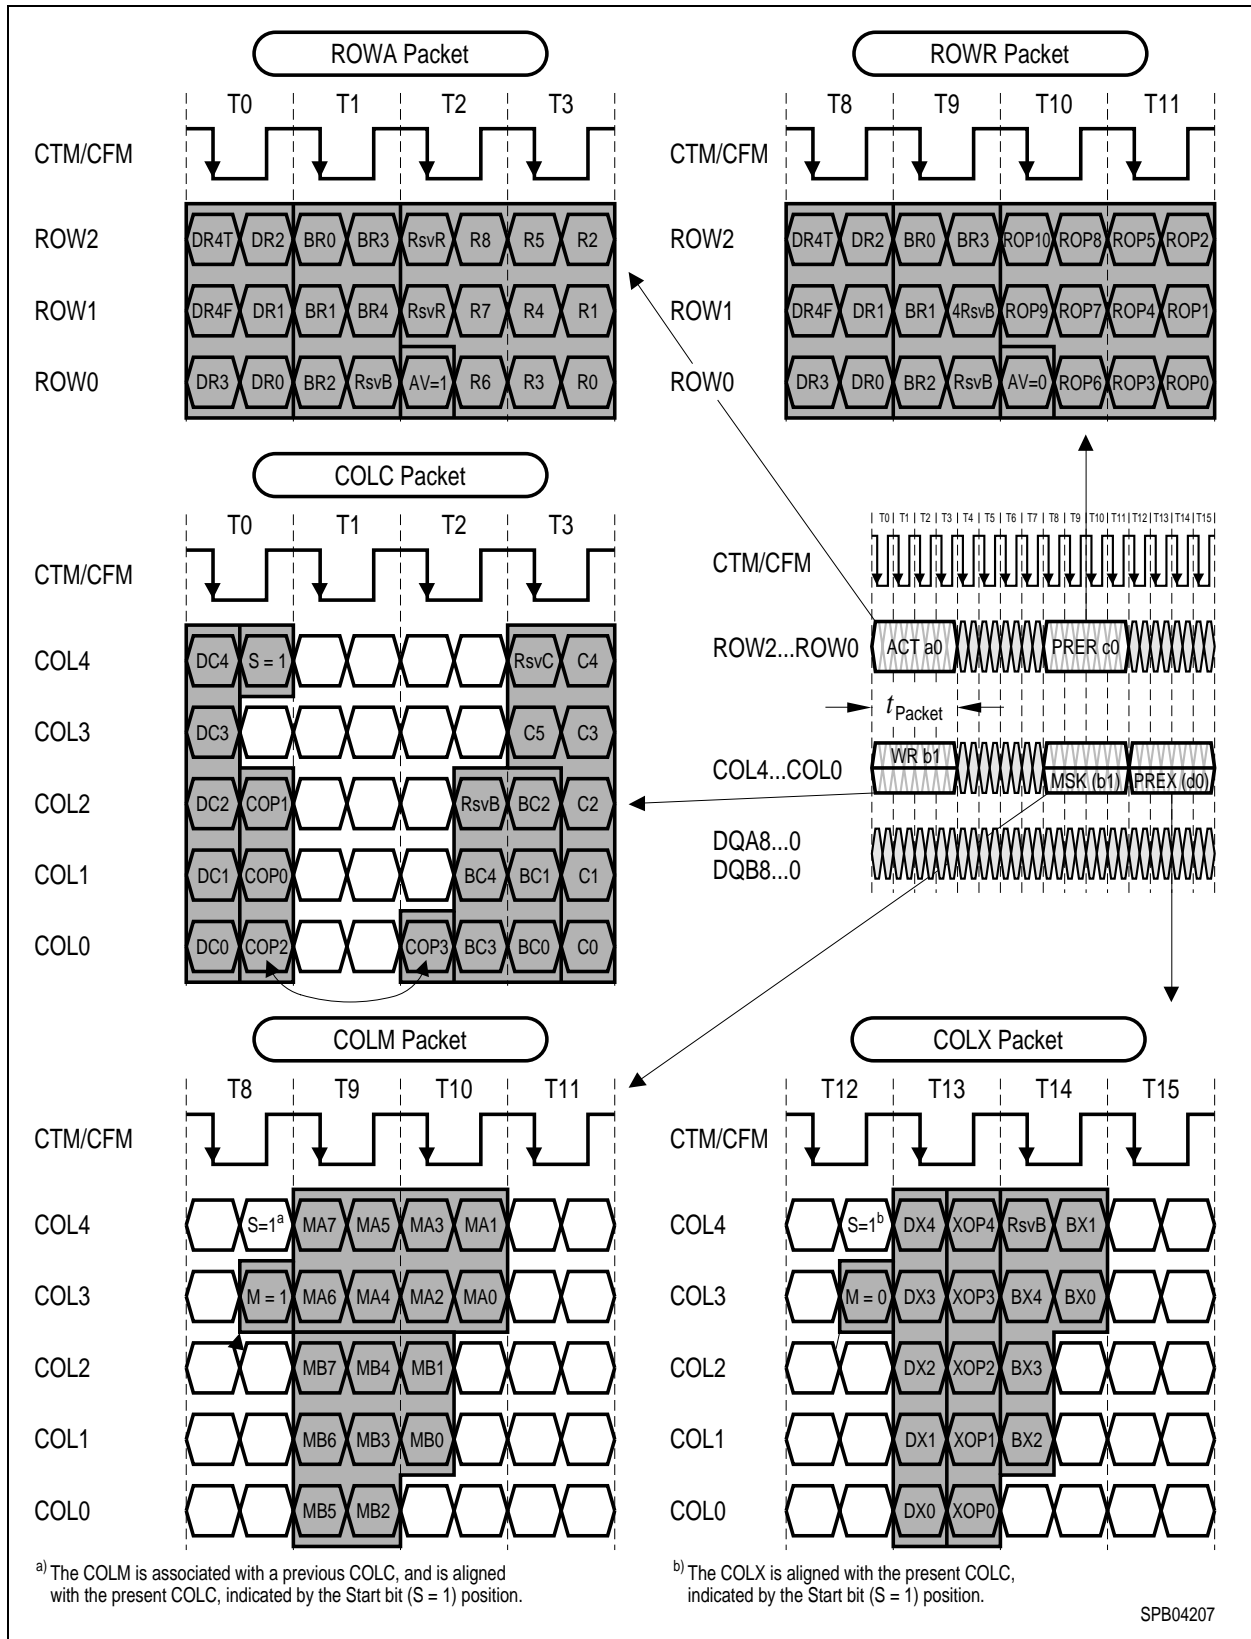 ROWA Packet
T0 T1 T2 T3
CTM/CFM
ROW2 DR4T DR2 BR0 BR3 RsvR R8 R5 R2
ROW1 DR4F DR1 BR1 BR4 RsvR R7 R4 R1
ROW0 DR3 DR0 BR2 RsvB AV=1 R6 R3 R0
ROWR Packet
T8 T9 T10 T11
CTM/CFM
ROW2 DR4T DR2 BR0 BR3 ROP10 ROP8 ROP5 ROP2
ROW1 DR4F DR1 BR1 4RsvB ROP9 ROP7 ROP4 ROP1
ROW0 DR3 DR0 BR2 RsvB AV=0 ROP6 ROP3 ROP0
COLC Packet
T0 T1 T2 T3
CTM/CFM
COL4 DC4 S = 1 RsvC C4
COL3 DC3 C5 C3
COL2 DC2 COP1 RsvB BC2 C2
COL1 DC1 COP0 BC4 BC1 C1
COL0 DC0 COP2 COP3 BC3 BC0 C0
T0 T1 T2 T3 T4 T5 T6 T7 T8 T9 T10 T11 T12 T13 T14 T15
CTM/CFM
ROW2...ROW0 ACT a0 PRER c0
tPacket
WR b1
COL4...COL0 MSK (b1) PREX (d0)
DQA8...0
DQB8...0
COLM Packet
T8 T9 T10 T11
CTM/CFM
COL4 S=1a MA7 MA5 MA3 MA1
COL3 M = 1 MA6 MA4 MA2 MA0
COL2 MB7 MB4 MB1
COL1 MB6 MB3 MB0
COL0 MB5 MB2
a) The COLM is associated with a previous COLC, and is aligned
with the present COLC, indicated by the Start bit (S = 1) position.
COLX Packet
T12 T13 T14 T15
CTM/CFM
COL4 S=1b DX4 XOP4 RsvB BX1
COL3 M = 0 DX3 XOP3 BX4 BX0
COL2 DX2 XOP2 BX3
COL1 DX1 XOP1 BX2
COL0 DX0 XOP0
b) The COLX is aligned with the present COLC,
indicated by the Start bit (S = 1) position.
SPB04207